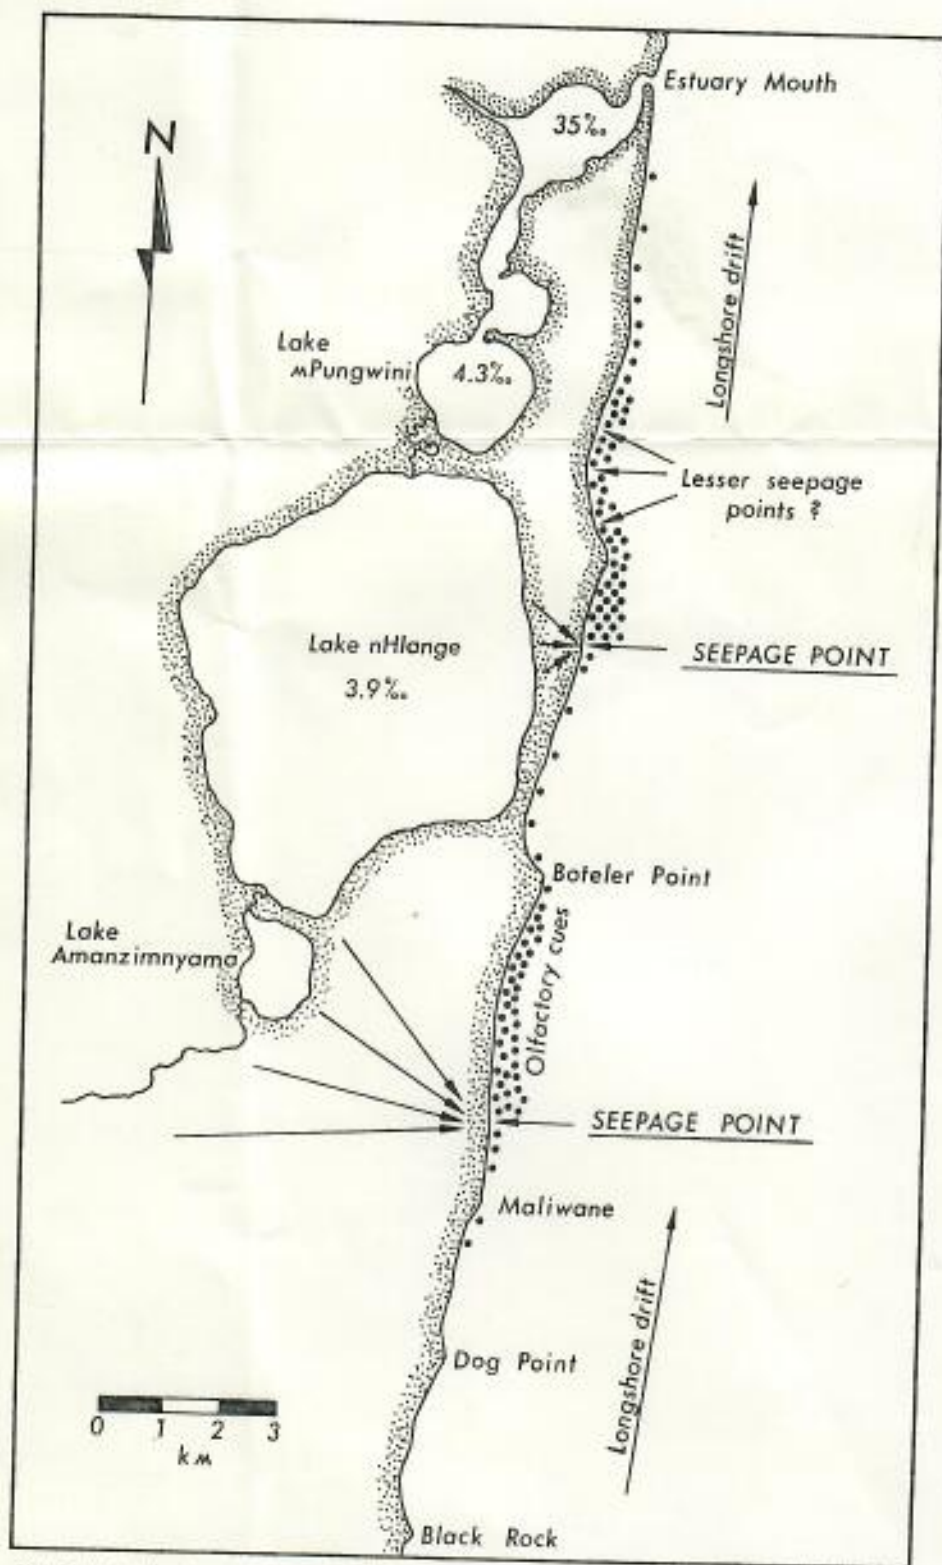 Estuary Mouth
35‰
N
Longshore drift
Lake
mPungwini
4.3‰
Lesser seepage
points ?
Lake nHlange
3.9‰
SEEPAGE POINT
Boteler Point
Olfactory cues
Lake
Amanzimnyama
SEEPAGE POINT
Maliwane
Longshore drift
Dog Point
0 1 2 3
km
Black Rock